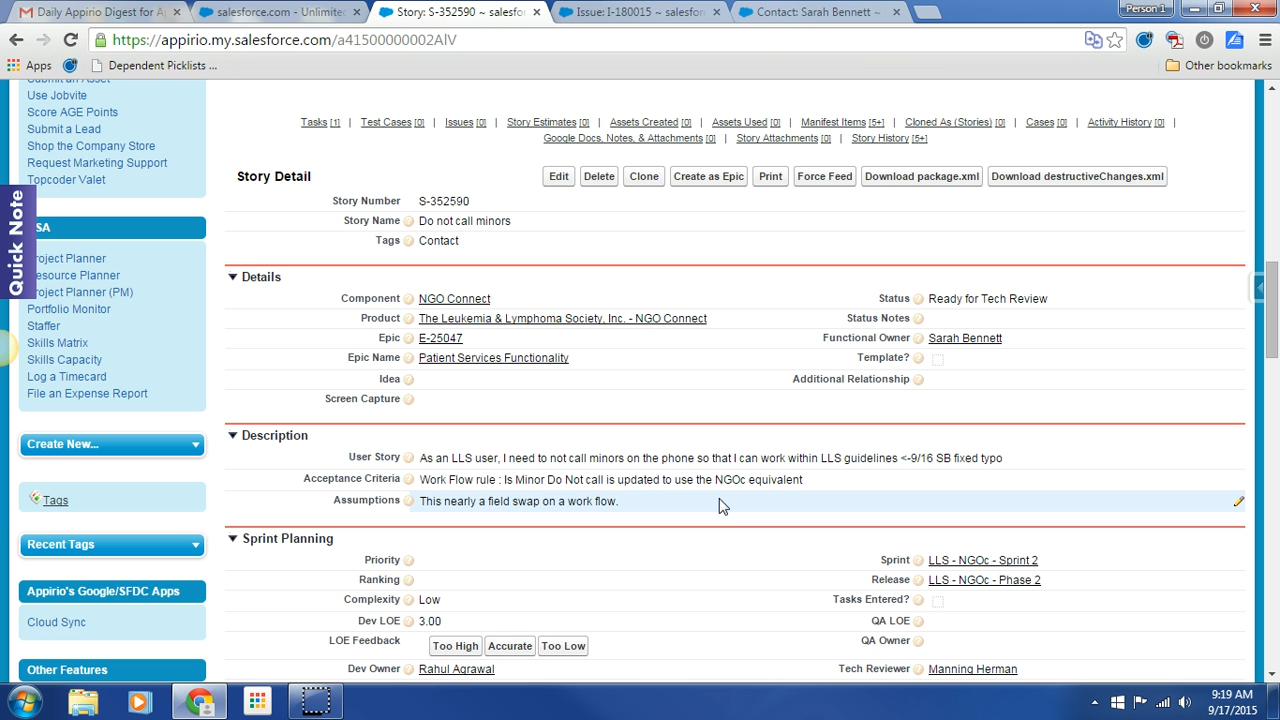 Daily Appirio Digest for A × salesforce.com - Unlimited × Story: S-352590 ~ salesfor × Issue: I-180015 ~ salesfor × Contact: Sarah Bennett ~ × Person 1
https://appirio.my.salesforce.com/a41500000002AlV
Apps Dependent Picklists ... Other bookmarks
Submit an Asset
Use Jobvite
Score AGE Points
Submit a Lead
Shop the Company Store
Request Marketing Support
Topcoder Valet
Quick Note
SA
roject Planner
esource Planner
roject Planner (PM)
Portfolio Monitor
Staffer
Skills Matrix
Skills Capacity
Log a Timecard
File an Expense Report
Create New...
Tags
Recent Tags
Appirio's Google/SFDC Apps
Cloud Sync
Other Features
Tasks [1] | Test Cases [0] | Issues [0] | Story Estimates [0] | Assets Created [0] | Assets Used [0] | Manifest Items [5+] | Cloned As (Stories) [0] | Cases [0] | Activity History [0] |
Google Docs, Notes, & Attachments [0] | Story Attachments [0] | Story History [5+]
Story Detail Edit Delete Clone Create as Epic Print Force Feed Download package.xml Download destructiveChanges.xml
Story Number S-352590
Story Name Do not call minors
Tags Contact
Details
Component NGO Connect Status Ready for Tech Review
Product The Leukemia & Lymphoma Society, Inc. - NGO Connect Status Notes
Epic E-25047 Functional Owner Sarah Bennett
Epic Name Patient Services Functionality Template?
Idea Additional Relationship
Screen Capture
Description
User Story As an LLS user, I need to not call minors on the phone so that I can work within LLS guidelines <-9/16 SB fixed typo
Acceptance Criteria Work Flow rule : Is Minor Do Not call is updated to use the NGOc equivalent
Assumptions This nearly a field swap on a work flow.
Sprint Planning
Priority Sprint LLS - NGOc - Sprint 2
Ranking Release LLS - NGOc - Phase 2
Complexity Low Tasks Entered?
Dev LOE 3.00 QA LOE
LOE Feedback Too High Accurate Too Low QA Owner
Dev Owner Rahul Agrawal Tech Reviewer Manning Herman
9:19 AM
9/17/2015